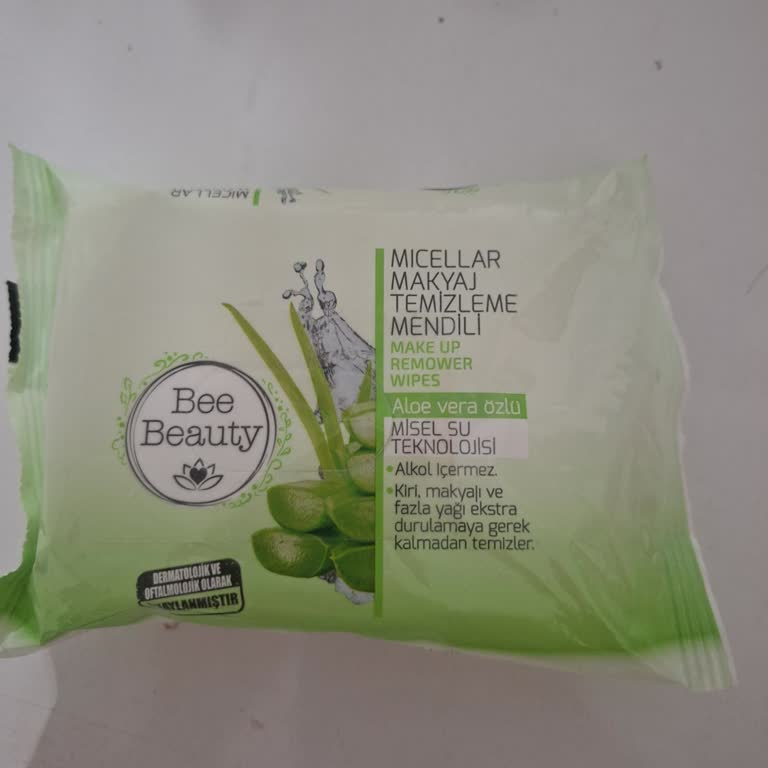 MICELLAR
MICELLAR
MAKYAJ
TEMİZLEME
MENDİLİ
MAKE UP
REMOWER
WIPES
Aloe vera özlü
MİSEL SU
TEKNOLOJİSİ
• Alkol İçermez.
• Kiri, makyajı ve
fazla yağı ekstra
durulamaya gerek
kalmadan temizler.
Bee
Beauty
DERMATOLOJİK VE
OFTALMOLOJİK OLARAK